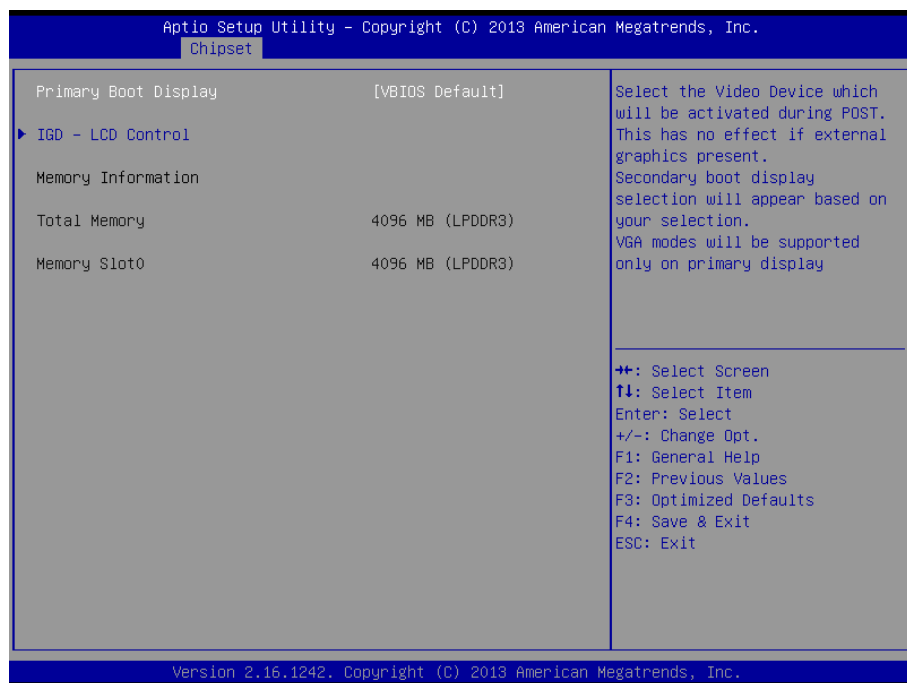 Aptio Setup Utility – Copyright (C) 2013 American Megatrends, Inc.
Chipset
Primary Boot Display [VBIOS Default]
IGD – LCD Control
Memory Information
Total Memory 4096 MB (LPDDR3)
Memory Slot0 4096 MB (LPDDR3)
Select the Video Device which
will be activated during POST.
This has no effect if external
graphics present.
Secondary boot display
selection will appear based on
your selection.
VGA modes will be supported
only on primary display
→←: Select Screen
↑↓: Select Item
Enter: Select
+/-: Change Opt.
F1: General Help
F2: Previous Values
F3: Optimized Defaults
F4: Save & Exit
ESC: Exit
Version 2.16.1242. Copyright (C) 2013 American Megatrends, Inc.